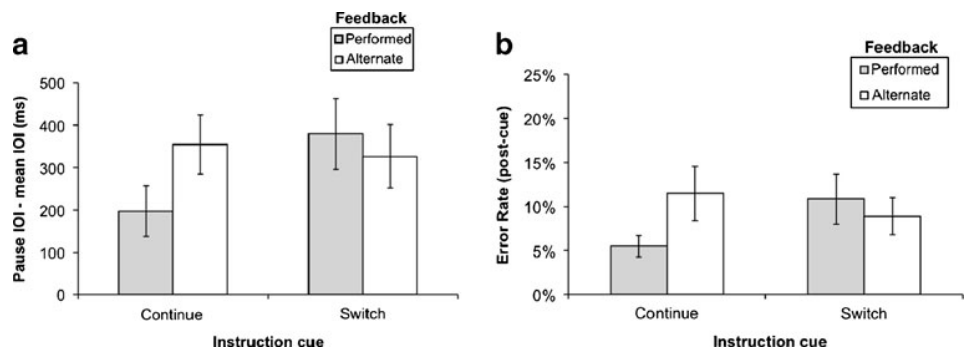 a
Feedback
Performed
Alternate
Pause IOI - mean IOI (ms)
500
400
300
200
100
0
Continue
Switch
Instruction cue
b
Feedback
Performed
Alternate
Error Rate (post-cue)
25%
20%
15%
10%
5%
0%
Continue
Switch
Instruction cue